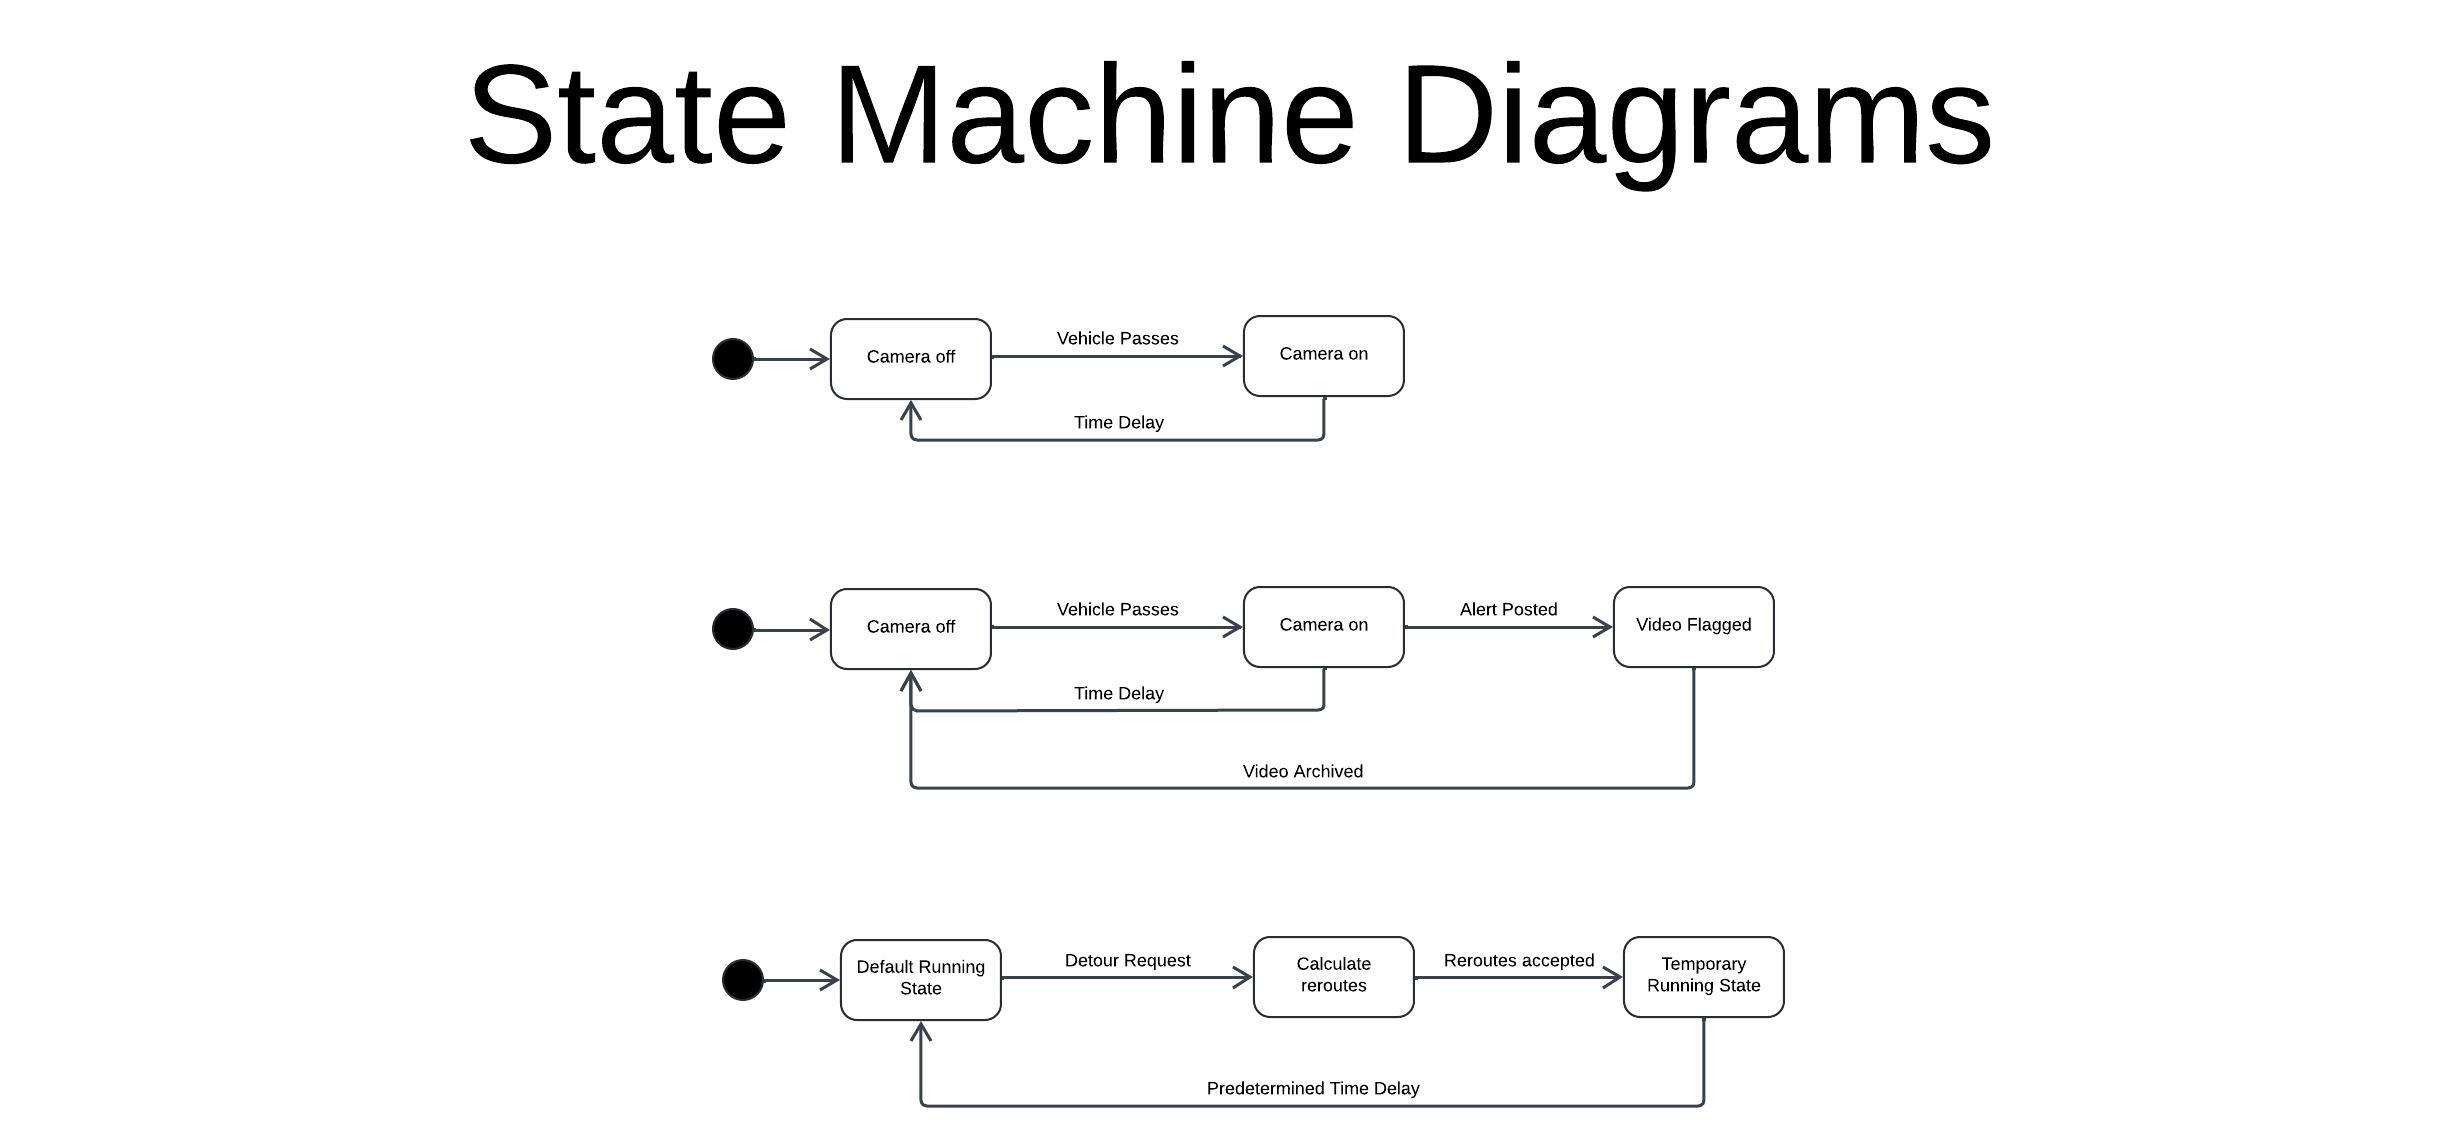 State Machine Diagrams
Vehicle Passes
Camera off
Camera on
Time Delay
Vehicle Passes
Alert Posted
Camera off
Camera on
Video Flagged
Time Delay
Video Archived
Default Running
State
Detour Request
Calculate
reroutes
Reroutes accepted
Temporary
Running State
Predetermined Time Delay